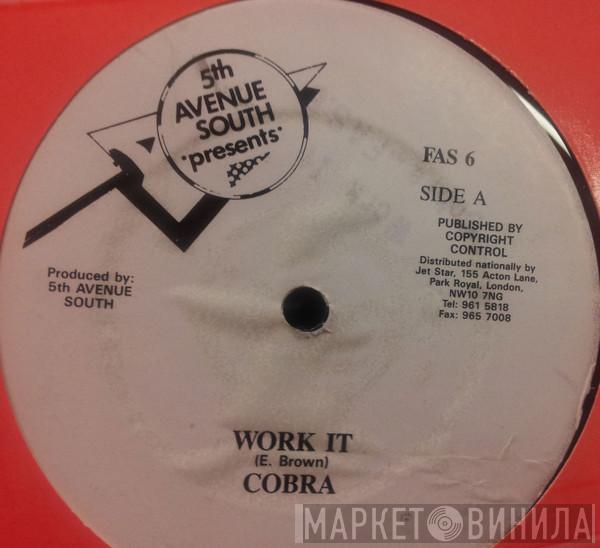 5th
AVENUE
SOUTH
•presents•
FAS 6
SIDE A
PUBLISHED BY
COPYRIGHT
CONTROL
Distributed nationally by
Jet Star, 155 Acton Lane,
Park Royal, London,
NW10 7NG
Tel: 961 5818
Fax: 965 7008
Produced by:
5th AVENUE
SOUTH
WORK IT
(E. Brown)
COBRA
МАРКЕТ ВИНИЛА